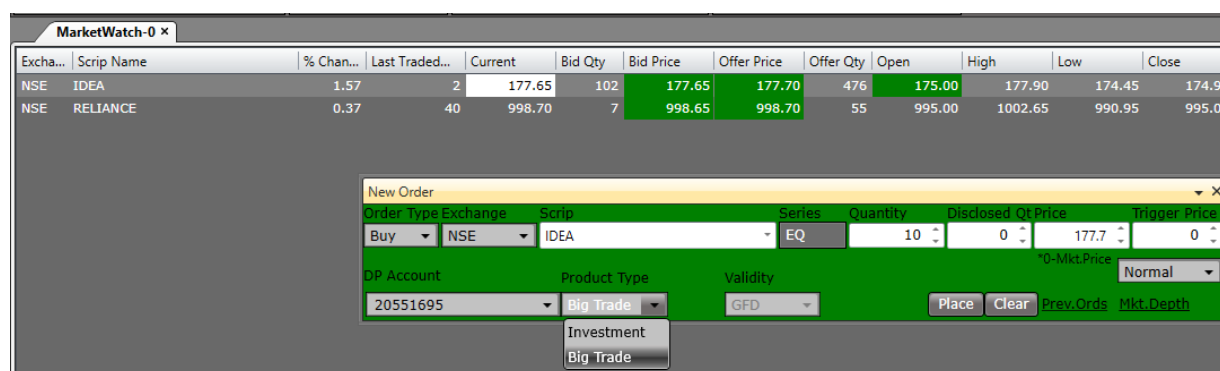 MarketWatch-0 ×
Excha... Scrip Name % Chan... Last Traded... Current Bid Qty Bid Price Offer Price Offer Qty Open High Low Close
NSE IDEA 1.57 2 177.65 102 177.65 177.70 476 175.00 177.90 174.45 174.9
NSE RELIANCE 0.37 40 998.70 7 998.65 998.70 55 995.00 1002.65 990.95 995.0
New Order
Order Type Exchange Scrip Series Quantity Disclosed Qt Price Trigger Price
Buy NSE IDEA EQ 10 0 177.7 0
*0-Mkt.Price
DP Account Product Type Validity Normal
20551695 Big Trade GFD Place Clear Prev.Ords Mkt.Depth
Investment
Big Trade